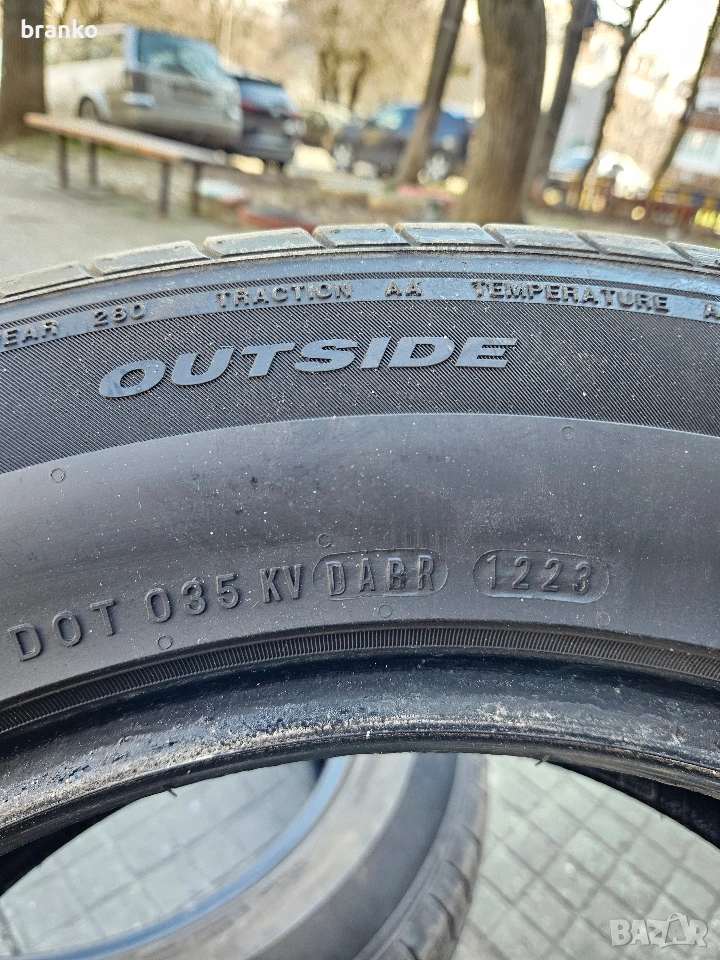 branko
EAR 280 TRACTION AA TEMPERATURE A
OUTSIDE
DOT 035 KV DABR 1223
BAZAR